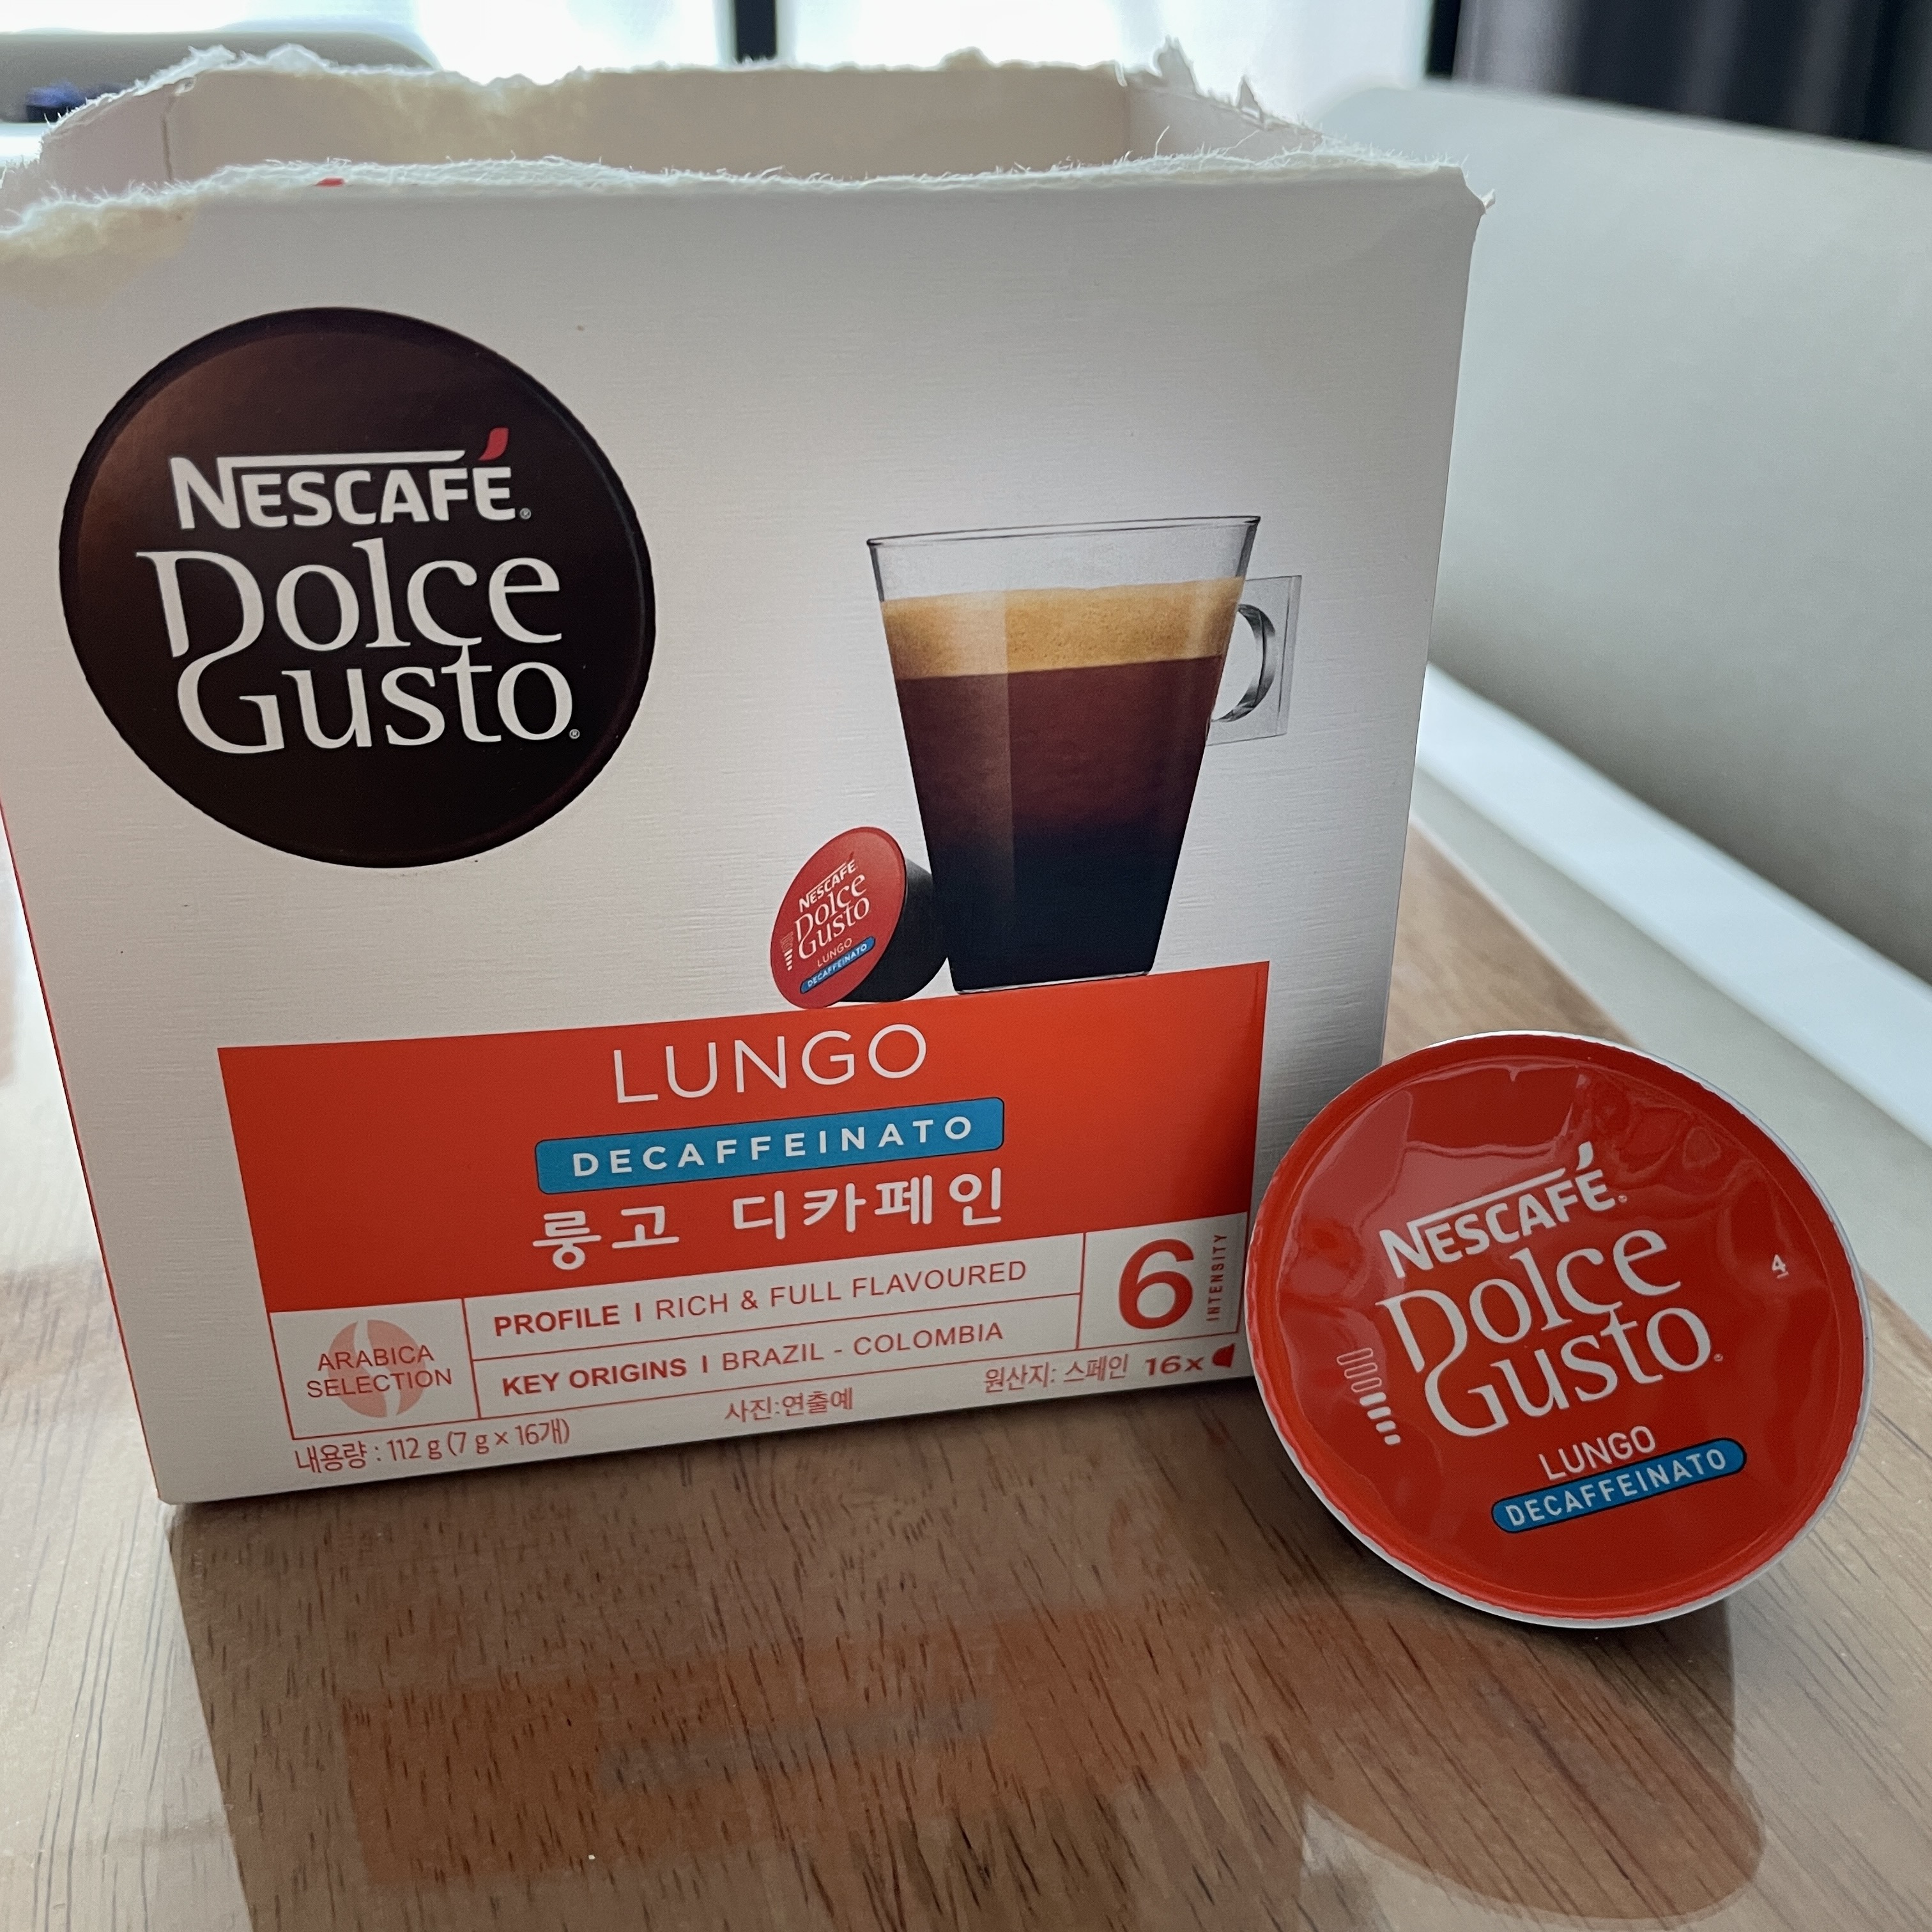 NESCAFÉ®
Dolce
Gusto®
NESCAFÉ
Dolce
Gusto
LUNGO
DECAFFEINATO
LUNGO
DECAFFEINATO
룽고 디카페인
ARABICA
SELECTION
PROFILE I RICH & FULL FLAVOURED
KEY ORIGINS I BRAZIL - COLOMBIA
6
INTENSITY
내용량 : 112 g (7 g × 16개)
사진:연출예
원산지: 스페인 16x
NESCAFÉ®
Dolce
Gusto®
4
LUNGO
DECAFFEINATO